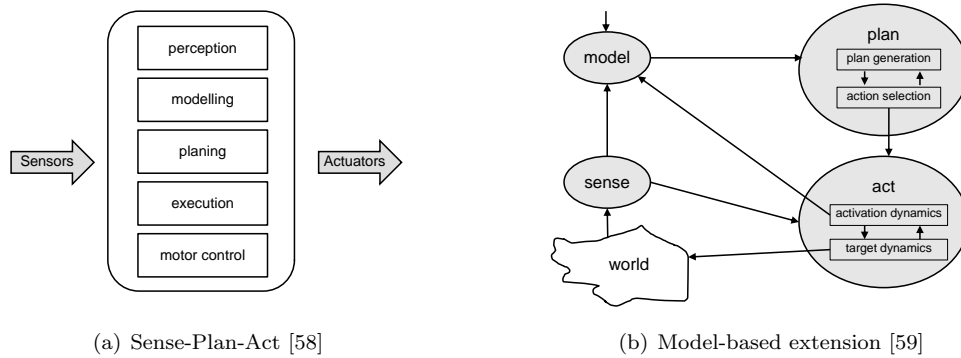 Sensors
perception
modelling
planing
execution
motor control
Actuators
(a) Sense-Plan-Act [58]
model
plan
plan generation
action selection
sense
act
activation dynamics
target dynamics
world
(b) Model-based extension [59]